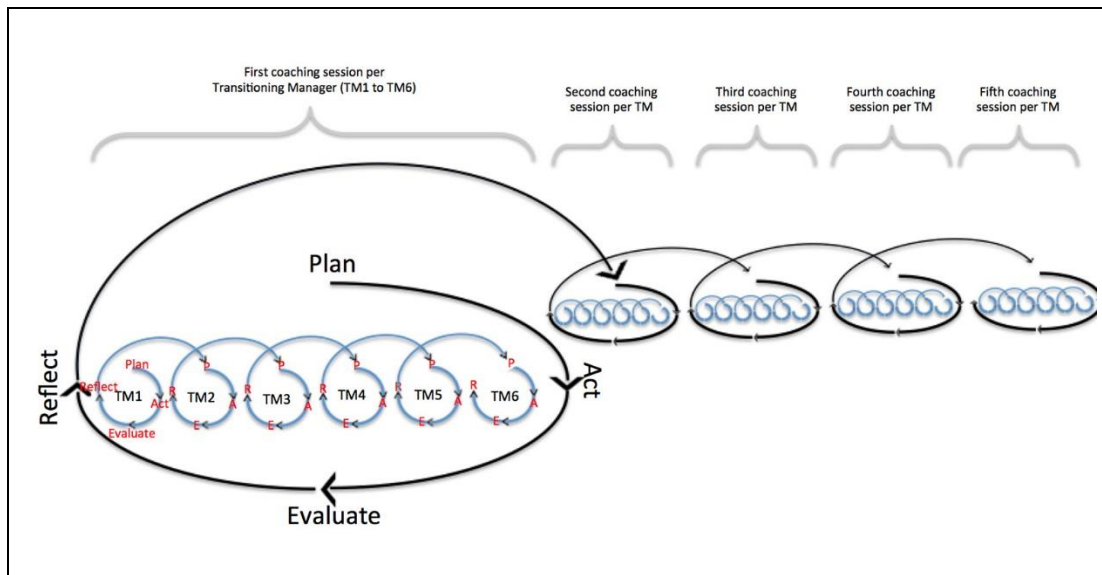 First coaching session per
Transitioning Manager (TM1 to TM6)
Second coaching
session per TM
Third coaching
session per TM
Fourth coaching
session per TM
Fifth coaching
session per TM
Plan
Reflect
Act
Evaluate
Plan
Reflect
TM1
Act
Evaluate
P
R
TM2
A
E
P
R
TM3
A
E
P
R
TM4
A
E
P
R
TM5
A
E
P
R
TM6
A
E